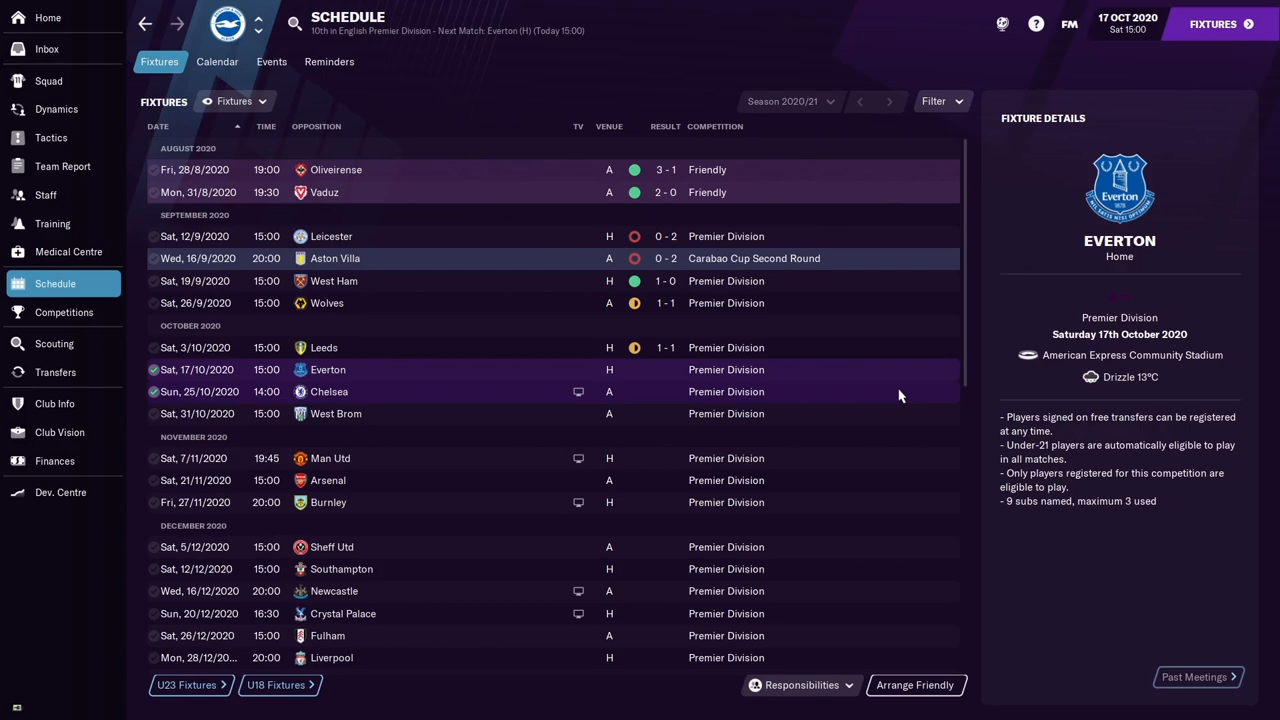 SCHEDULE
10th in English Premier Division - Next Match: Everton (H) (Today 15:00)
FM
17 OCT 2020
Sat 15:00
FIXTURES
Home
Inbox
Squad
Dynamics
Tactics
Team Report
Staff
Training
Medical Centre
Schedule
Competitions
Scouting
Transfers
Club Info
Club Vision
Finances
Dev. Centre
Fixtures
Calendar
Events
Reminders
FIXTURES
Fixtures
Season 2020/21
Filter
DATE TIME OPPOSITION TV VENUE RESULT COMPETITION
AUGUST 2020
Fri, 28/8/2020 19:00 Oliveirense A 3 - 1 Friendly
Mon, 31/8/2020 19:30 Vaduz A 2 - 0 Friendly
SEPTEMBER 2020
Sat, 12/9/2020 15:00 Leicester H 0 - 2 Premier Division
Wed, 16/9/2020 20:00 Aston Villa A 0 - 2 Carabao Cup Second Round
Sat, 19/9/2020 15:00 West Ham H 1 - 0 Premier Division
Sat, 26/9/2020 15:00 Wolves A 1 - 1 Premier Division
OCTOBER 2020
Sat, 3/10/2020 15:00 Leeds H 1 - 1 Premier Division
Sat, 17/10/2020 15:00 Everton H Premier Division
Sun, 25/10/2020 14:00 Chelsea A Premier Division
Sat, 31/10/2020 15:00 West Brom A Premier Division
NOVEMBER 2020
Sat, 7/11/2020 19:45 Man Utd H Premier Division
Sat, 21/11/2020 15:00 Arsenal A Premier Division
Fri, 27/11/2020 20:00 Burnley H Premier Division
DECEMBER 2020
Sat, 5/12/2020 15:00 Sheff Utd A Premier Division
Sat, 12/12/2020 15:00 Southampton H Premier Division
Wed, 16/12/2020 15:00 Newcastle A Premier Division
Sun, 20/12/2020 16:30 Crystal Palace H Premier Division
Sat, 26/12/2020 15:00 Fulham A Premier Division
Mon, 28/12/20... 20:00 Liverpool H Premier Division
U23 Fixtures
U18 Fixtures
Responsibilities
Arrange Friendly
FIXTURE DETAILS
Everton
EVERTON
Home
Premier Division
Saturday 17th October 2020
American Express Community Stadium
Drizzle 13°C
- Players signed on free transfers can be registered
at any time.
- Under-21 players are automatically eligible to play
in all matches.
- Only players registered for this competition are
eligible to play.
- 9 subs named, maximum 3 used
Past Meetings